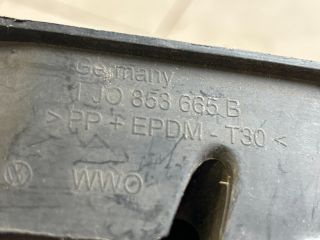 Germany
1J0 853 665 B
> PP + EPDM - T30 <
WWO